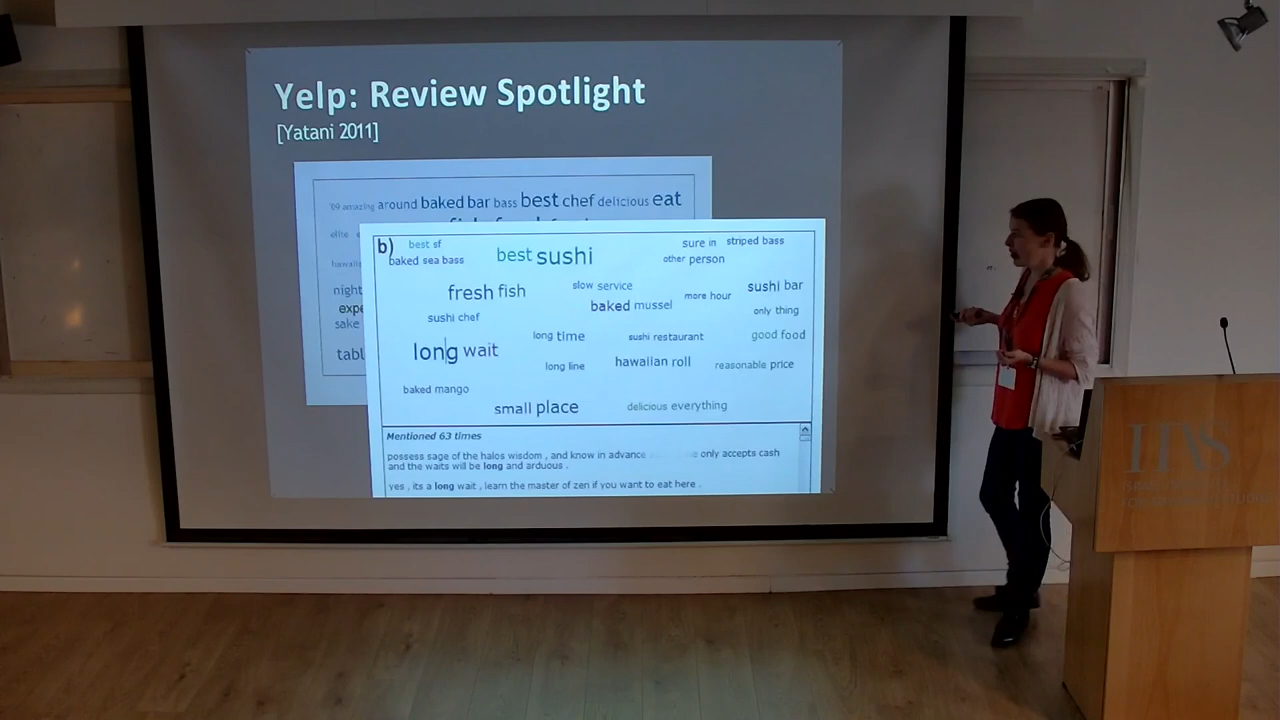 Yelp: Review Spotlight
[Yatani 2011]
'09 amazing around baked bar bass best chef delicious eat
elite
night
expe
sake
tabl
b)
best sf
baked sea bass
best sushi
sure in
striped bass
other person
fresh fish
slow service
sushi bar
baked mussel
more hour
sushi chef
only thing
long time
sushi restaurant
good food
long wait
long line
hawaiian roll
reasonable price
baked mango
small place
delicious everything
Mentioned 63 times
possess sage of the halos wisdom , and know in advance only accepts cash
and the waits will be long and arduous .
yes , its a long wait , learn the master of zen if you want to eat here .
IIAS